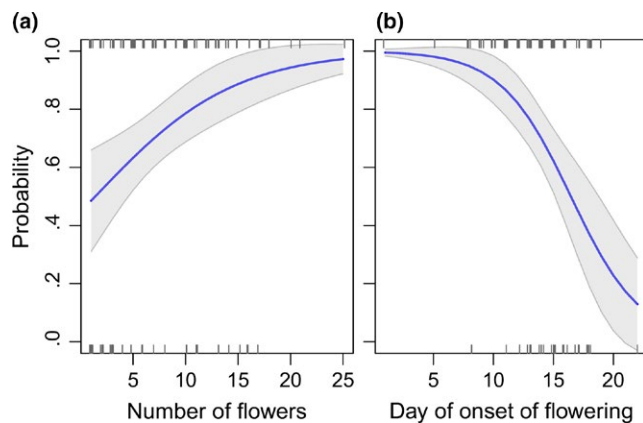 (a)
(b)
Probability
1.0
.8
.6
.4
.2
.0
5 10 15 20 25
5 10 15 20
Number of flowers
Day of onset of flowering